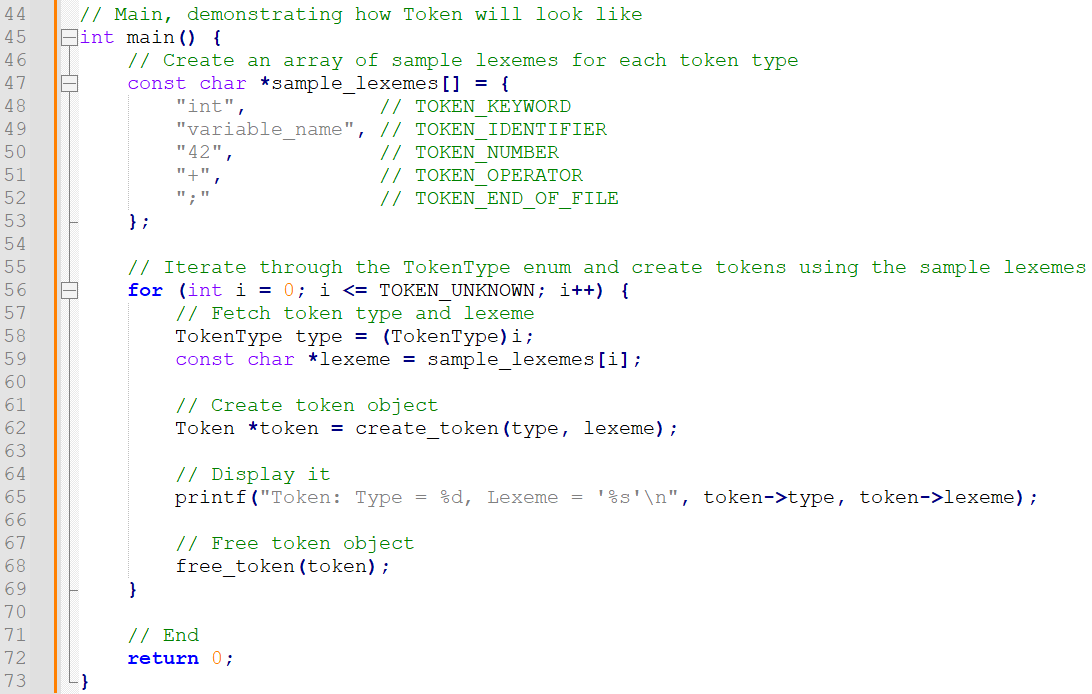 44 // Main, demonstrating how Token will look like
45 int main() {
46     // Create an array of sample lexemes for each token type
47     const char *sample_lexemes[] = {
48         "int",           // TOKEN_KEYWORD
49         "variable_name", // TOKEN_IDENTIFIER
50         "42",            // TOKEN_NUMBER
51         "+",             // TOKEN_OPERATOR
52         ";"              // TOKEN_END_OF_FILE
53     };
54
55     // Iterate through the TokenType enum and create tokens using the sample lexemes
56     for (int i = 0; i <= TOKEN_UNKNOWN; i++) {
57         // Fetch token type and lexeme
58         TokenType type = (TokenType)i;
59         const char *lexeme = sample_lexemes[i];
60
61         // Create token object
62         Token *token = create_token(type, lexeme);
63
64         // Display it
65         printf("Token: Type = %d, Lexeme = '%s'\n", token->type, token->lexeme);
66
67         // Free token object
68         free_token(token);
69     }
70
71     // End
72     return 0;
73 }